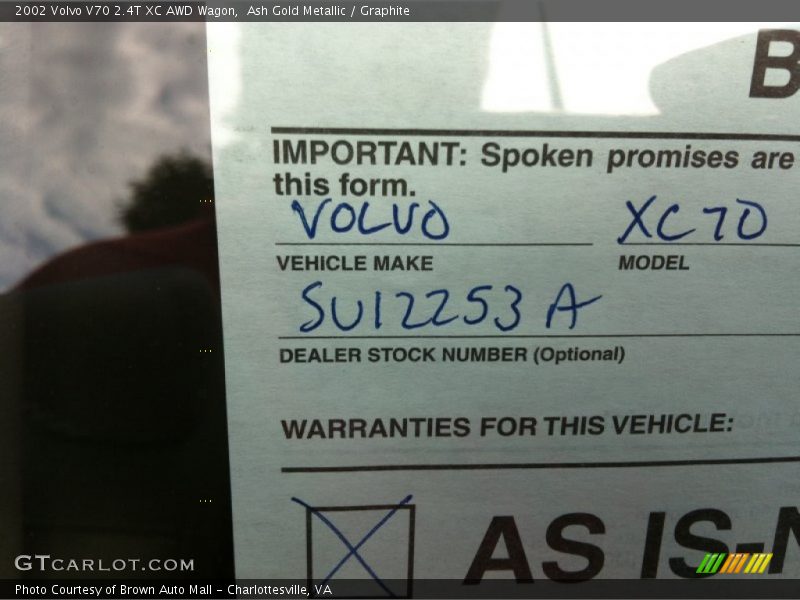 2002 Volvo V70 2.4T XC AWD Wagon, Ash Gold Metallic / Graphite
B
IMPORTANT: Spoken promises are
this form.
VOLVO XC70
VEHICLE MAKE MODEL
SU12253A
DEALER STOCK NUMBER (Optional)
WARRANTIES FOR THIS VEHICLE:
X AS IS-N
GTCARLOT.COM
Photo Courtesy of Brown Auto Mall - Charlottesville, VA